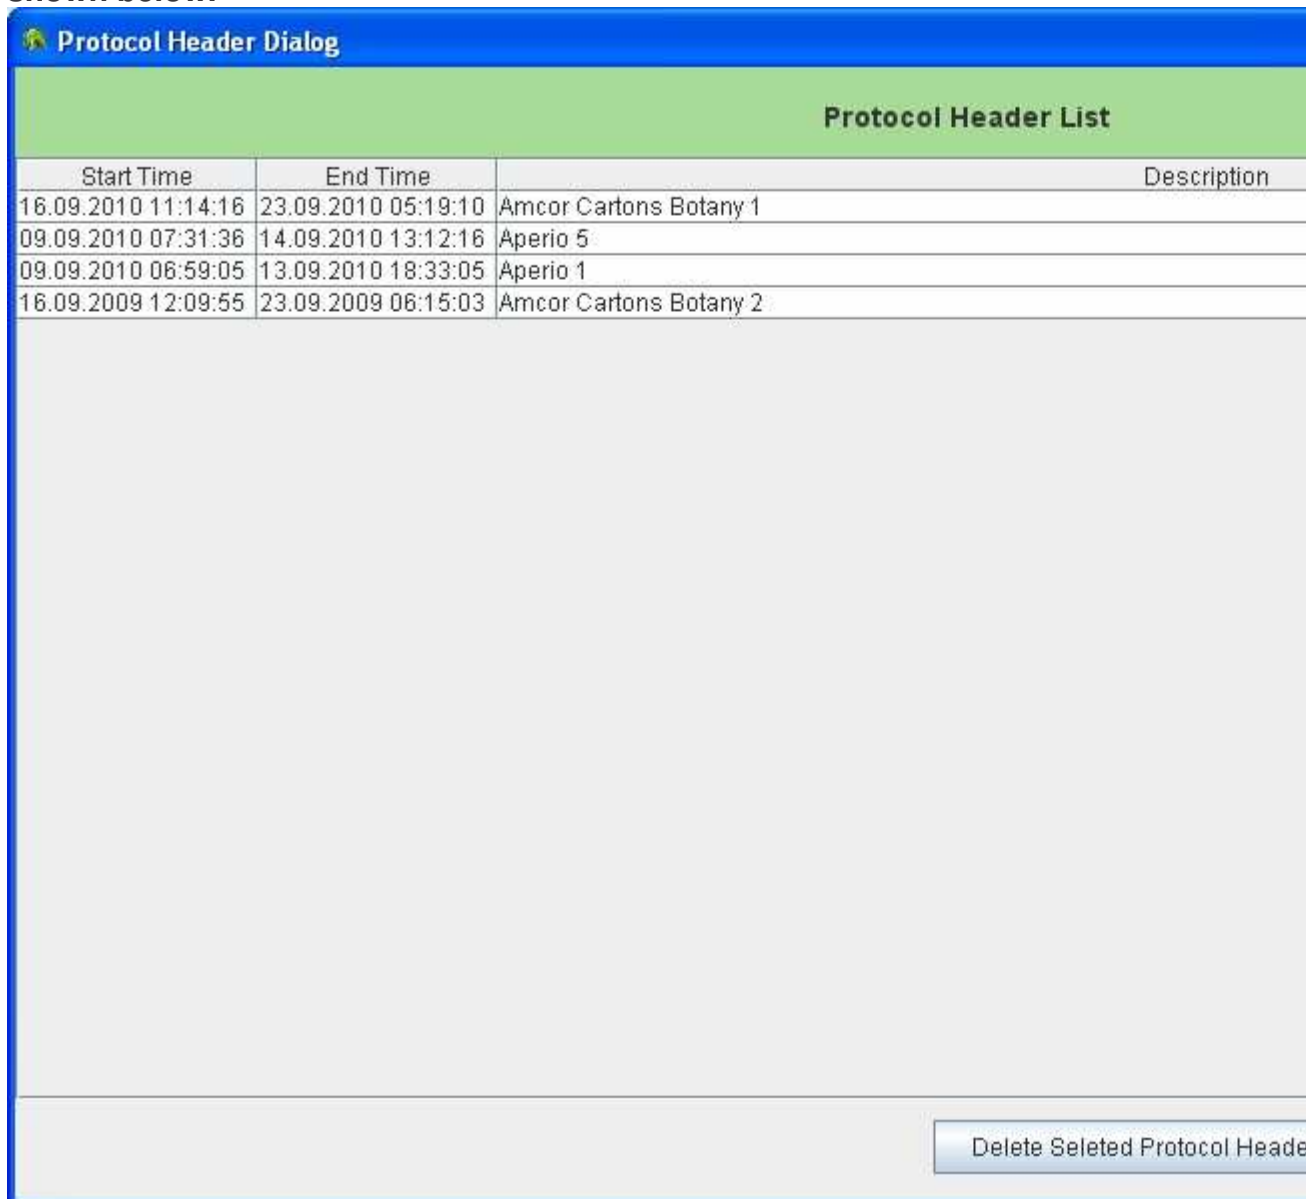 Protocol Header Dialog
Protocol Header List
Start Time End Time Description
16.09.2010 11:14:16 23.09.2010 05:19:10 Amcor Cartons Botany 1
09.09.2010 07:31:36 14.09.2010 13:12:16 Aperio 5
09.09.2010 06:59:05 13.09.2010 18:33:05 Aperio 1
16.09.2009 12:09:55 23.09.2009 06:15:03 Amcor Cartons Botany 2
Delete Seleted Protocol Heade